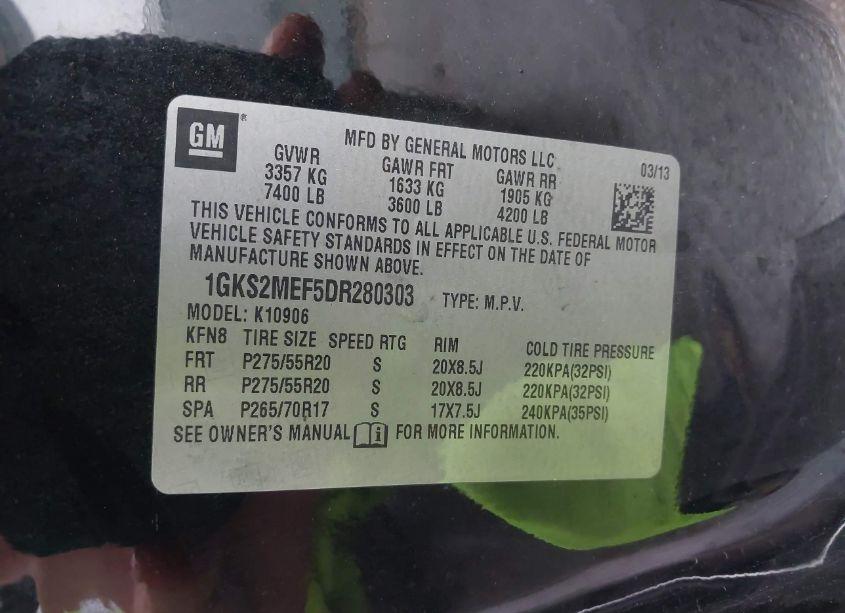 GM
MFD BY GENERAL MOTORS LLC
03/13
GVWR GAWR FRT GAWR RR
3357 KG 1633 KG 1905 KG
7400 LB 3600 LB 4200 LB
THIS VEHICLE CONFORMS TO ALL APPLICABLE U.S. FEDERAL MOTOR
VEHICLE SAFETY STANDARDS IN EFFECT ON THE DATE OF
MANUFACTURE SHOWN ABOVE.
1GKS2MEF5DR280303 TYPE: M.P.V.
MODEL: K10906
KFN8 TIRE SIZE SPEED RTG RIM COLD TIRE PRESSURE
FRT P275/55R20 S 20X8.5J 220KPA(32PSI)
RR P275/55R20 S 20X8.5J 220KPA(32PSI)
SPA P265/70R17 S 17X7.5J 240KPA(35PSI)
SEE OWNER'S MANUAL i FOR MORE INFORMATION.